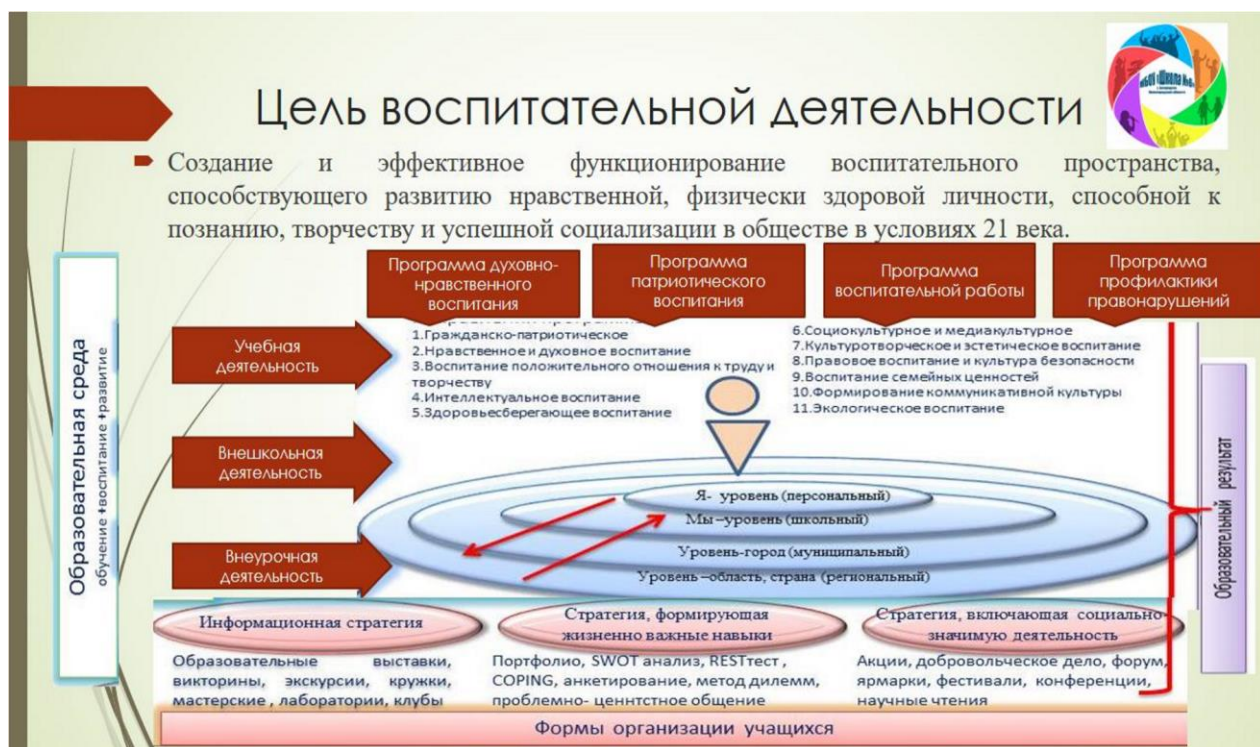 Цель воспитательной деятельности
МБОУ «Школа №8»
Создание и эффективное функционирование воспитательного пространства,
способствующего развитию нравственной, физически здоровой личности, способной к
познанию, творчеству и успешной социализации в обществе в условиях 21 века.
Образовательная среда
обучение +воспитание +развитие
Программа духовно-
нравственного
воспитания
Программа
патриотического
воспитания
Программа
воспитательной работы
Программа
профилактики
правонарушений
Учебная
деятельность
1.Гражданско-патриотическое
2.Нравственное и духовное воспитание
3.Воспитание положительного отношения к труду и
творчеству
4.Интеллектуальное воспитание
5.Здоровьесберегающее воспитание
6.Социокультурное и медиакультурное
7.Культуротворческое и эстетическое воспитание
8.Правовое воспитание и культура безопасности
9.Воспитание семейных ценностей
10.Формирование коммуникативной культуры
11.Экологическое воспитание
Внешкольная
деятельность
Внеурочная
деятельность
Я- уровень (персональный)
Мы –уровень (школьный)
Уровень-город (муниципальный)
Уровень –область, страна (региональный)
Образовательный результат
Информационная стратегия
Образовательные выставки,
викторины, экскурсии, кружки,
мастерские , лаборатории, клубы
Стратегия, формирующая
жизненно важные навыки
Портфолио, SWOT анализ, RESTтест ,
COPING, анкетирование, метод дилемм,
проблемно- ценнтстное общение
Стратегия, включающая социально-
значимую деятельность
Акции, добровольческое дело, форум,
ярмарки, фестивали, конференции,
научные чтения
Формы организации учащихся